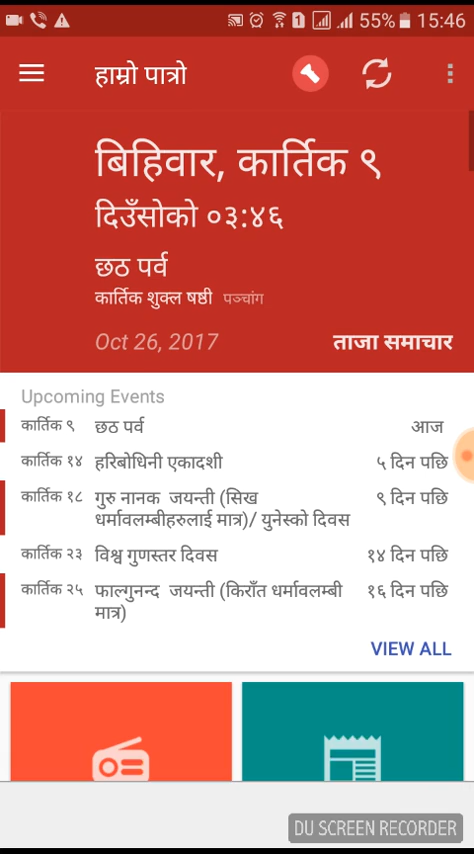 55% 15:46
हाम्रो पात्रो
बिहिवार, कार्तिक ९
दिउँसोको ०३:४६
छठ पर्व
कार्तिक शुक्ल षष्ठी पञ्चांग
Oct 26, 2017 ताजा समाचार
Upcoming Events
कार्तिक ९ छठ पर्व आज
कार्तिक १४ हरिबोधिनी एकादशी ५ दिन पछि
कार्तिक १८ गुरु नानक जयन्ती (सिख ९ दिन पछि
धर्मावलम्बीहरुलाई मात्र)/ युनेस्को दिवस
कार्तिक २३ विश्व गुणस्तर दिवस १४ दिन पछि
कार्तिक २५ फाल्गुनन्द जयन्ती (किराँत धर्मावलम्बी १६ दिन पछि
मात्र)
VIEW ALL
DU SCREEN RECORDER